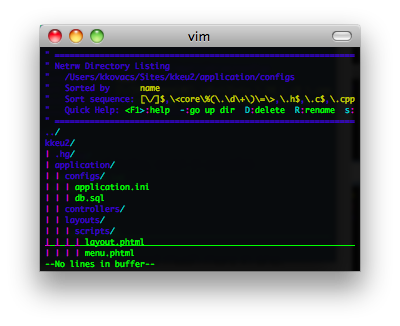 vim
" ============================================================
" Netrw Directory Listing
"   /Users/kkovacs/Sites/kkeu2/application/configs
"   Sorted by      name
"   Sort sequence: [\/]$,\<core\%(\.\d\+\)\=\>,\.h$,\.c$,\.cpp
"   Quick Help: <F1>:help  -:go up dir  D:delete  R:rename  s:
" ============================================================
../
kkeu2/
| .hg/
| application/
| | configs/
| | | application.ini
| | | db.sql
| | controllers/
| | layouts/
| | | scripts/
| | | | layout.phtml
| | | | menu.phtml
--No lines in buffer--